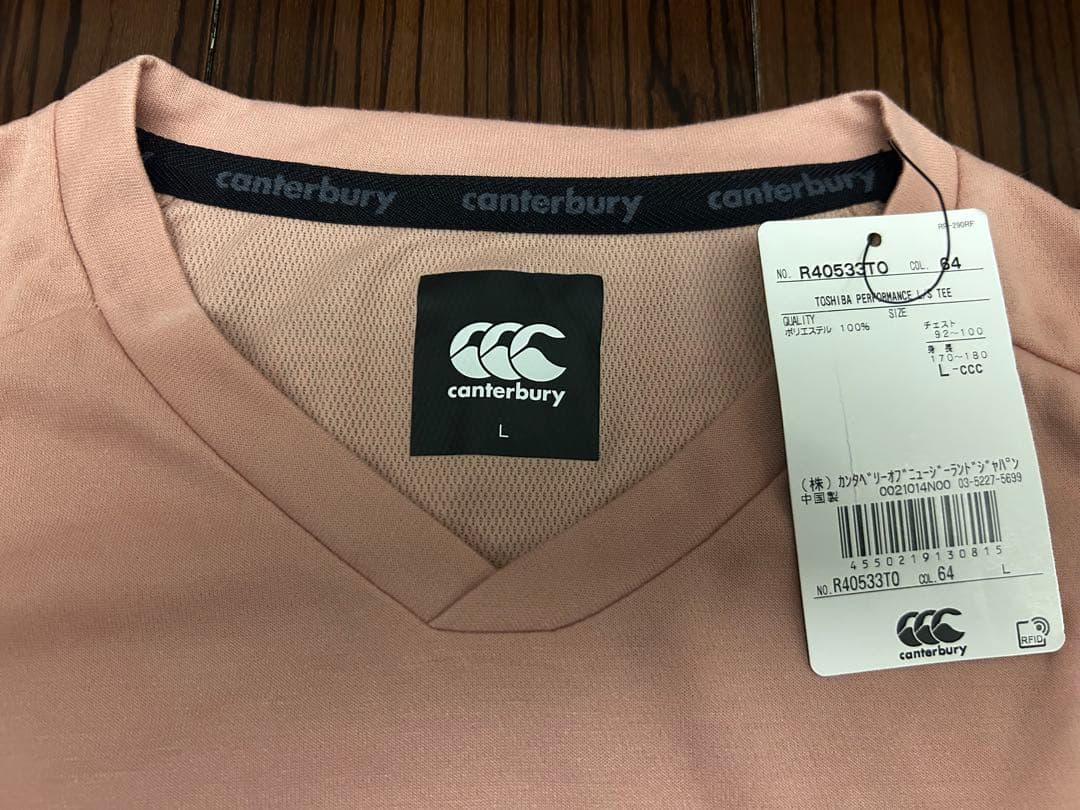 canterbury canterbury canterbury
canterbury
L
RP-290RF
NO. R40533TO COL. 64
TOSHIBA PERFORMANCE L/S TEE
QUALITY SIZE
ポリエステル 100%
チェスト
92~100
身 長
170~180
L-CCC
(株) カンタベリーオブニュージーランドジャパン
中国製 0021014N00 03-5227-5699
4550219130815
NO. R40533TO COL. 64 L
canterbury
RFID